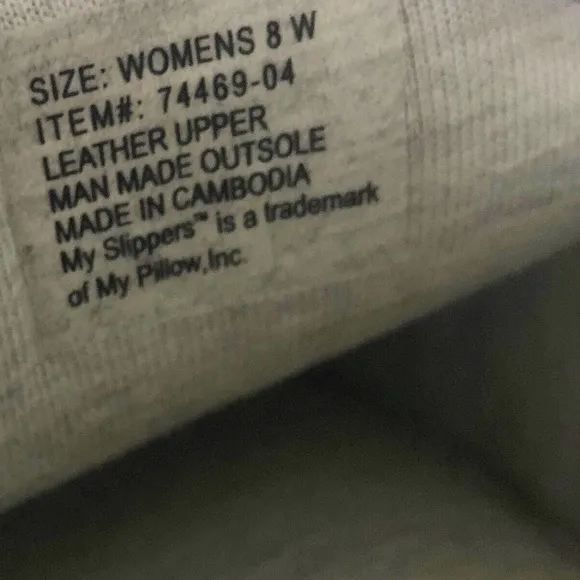 SIZE: WOMENS 8 W
ITEM#: 74469-04
LEATHER UPPER
MAN MADE OUTSOLE
MADE IN CAMBODIA
My Slippers™ is a trademark
of My Pillow,Inc.